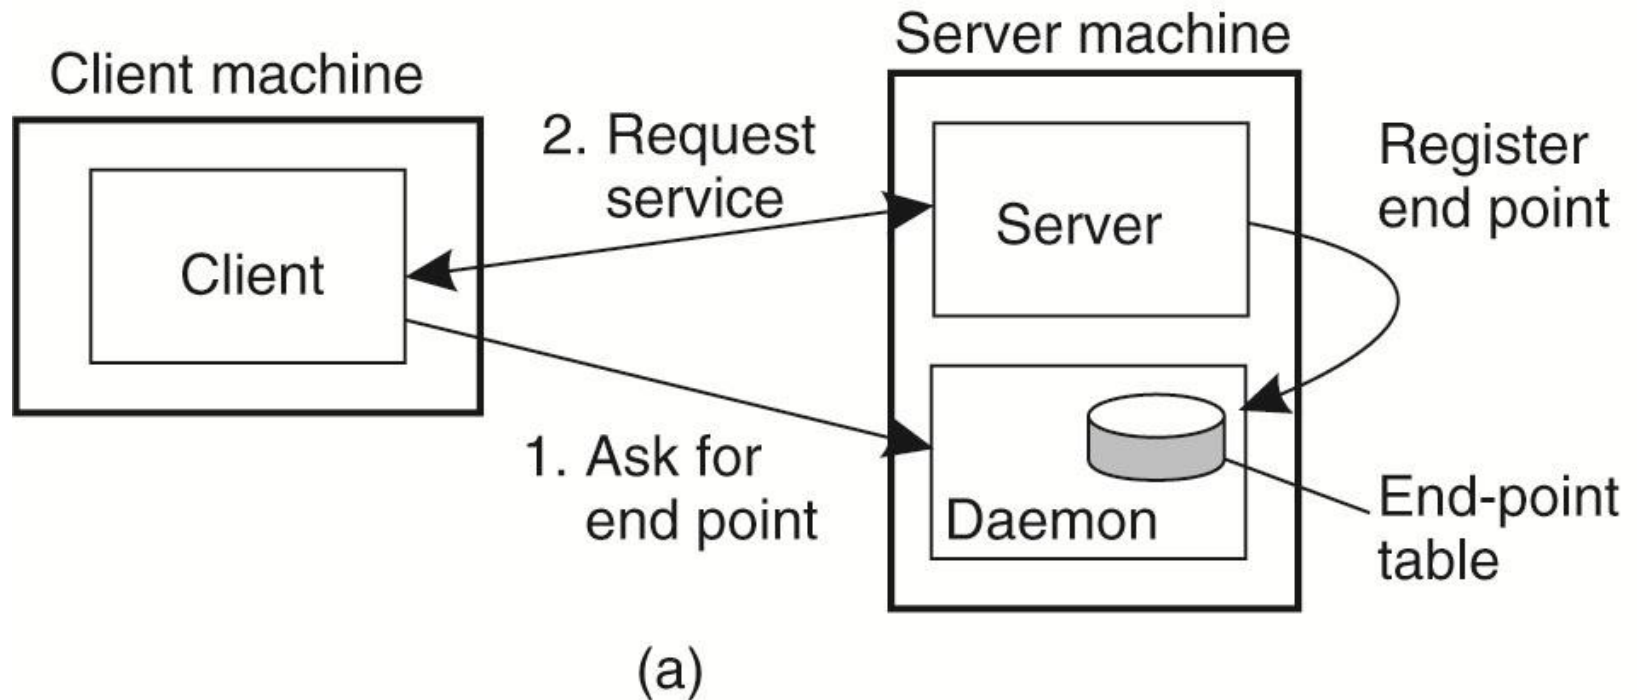 Client machine
Server machine
2. Request
service
Register
end point
Client
Server
1. Ask for
end point
Daemon
End-point
table
(a)